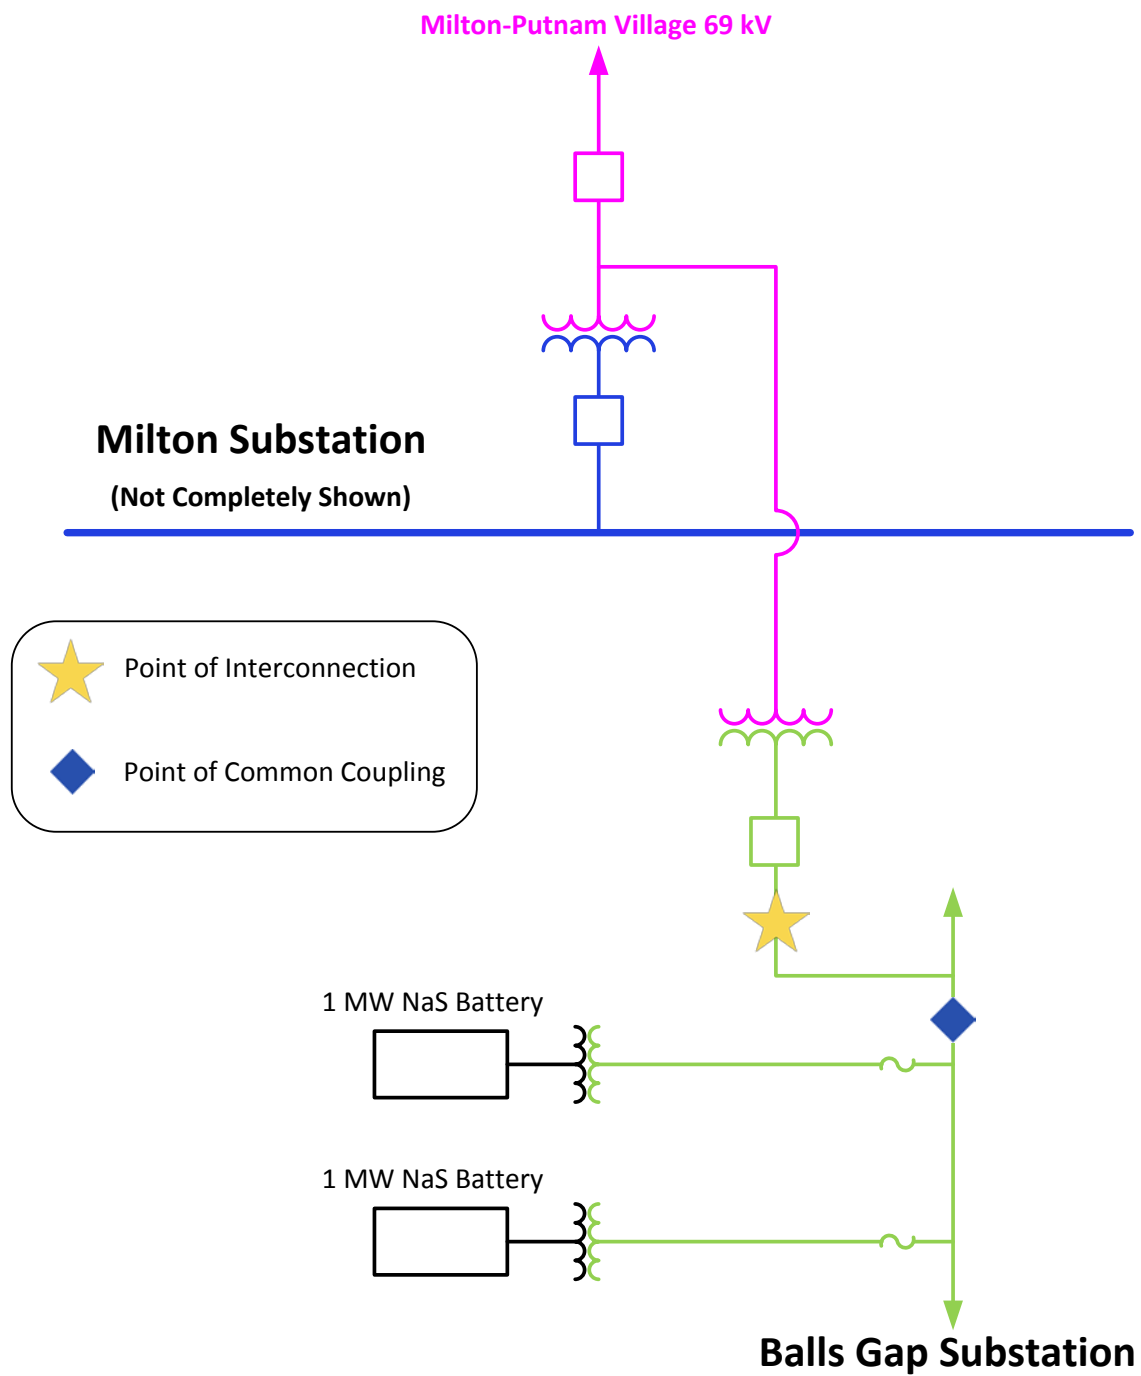 Milton-Putnam Village 69 kV
Milton Substation
(Not Completely Shown)
Point of Interconnection
Point of Common Coupling
1 MW NaS Battery
1 MW NaS Battery
Balls Gap Substation